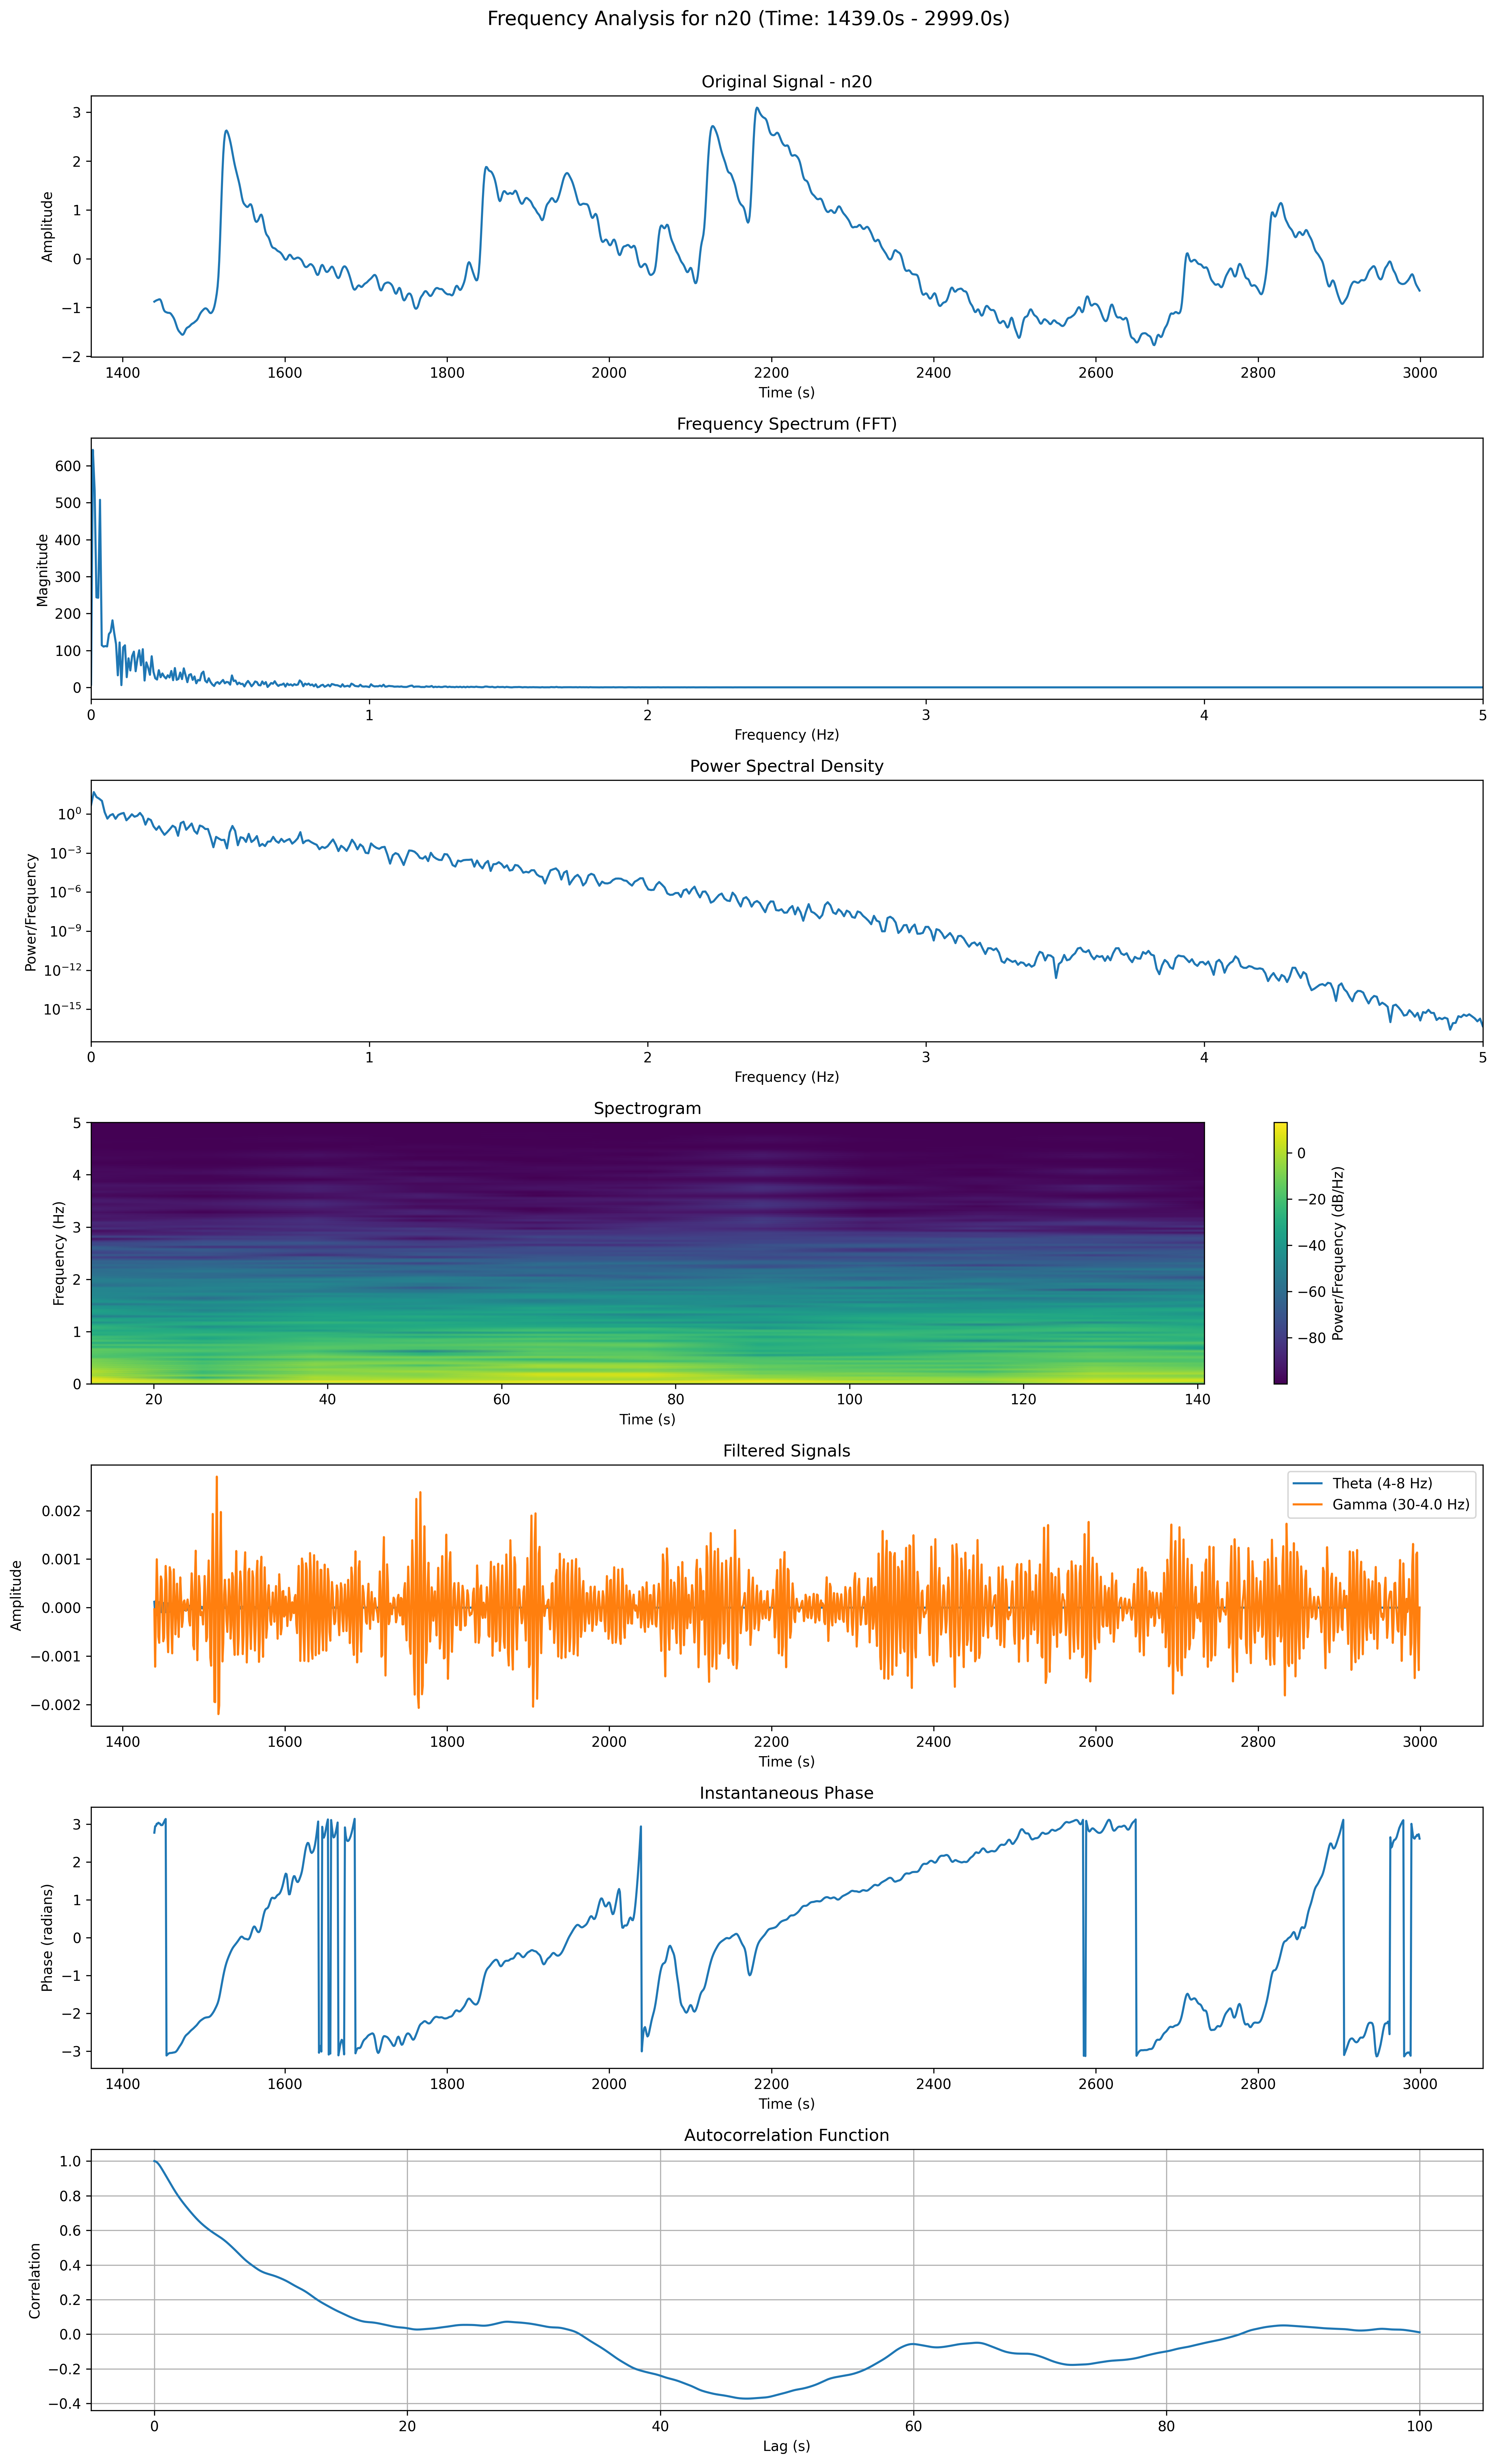 Frequency Analysis for n20 (Time: 1439.0s - 2999.0s)
Original Signal - n20
Amplitude
3
2
1
0
−1
−2
1400 1600 1800 2000 2200 2400 2600 2800 3000
Time (s)
Frequency Spectrum (FFT)
Magnitude
600
500
400
300
200
100
0
0 1 2 3 4 5
Frequency (Hz)
Power Spectral Density
Power/Frequency
10⁰
10⁻³
10⁻⁶
10⁻⁹
10⁻¹²
10⁻¹⁵
0 1 2 3 4 5
Frequency (Hz)
Spectrogram
Frequency (Hz)
5
4
3
2
1
0
20 40 60 80 100 120 140
Time (s)
0
−20
−40
−60
−80
Power/Frequency (dB/Hz)
Filtered Signals
Theta (4-8 Hz)
Gamma (30-4.0 Hz)
Amplitude
0.002
0.001
0.000
−0.001
−0.002
1400 1600 1800 2000 2200 2400 2600 2800 3000
Time (s)
Instantaneous Phase
Phase (radians)
3
2
1
0
−1
−2
−3
1400 1600 1800 2000 2200 2400 2600 2800 3000
Time (s)
Autocorrelation Function
Correlation
1.0
0.8
0.6
0.4
0.2
0.0
−0.2
−0.4
0 20 40 60 80 100
Lag (s)